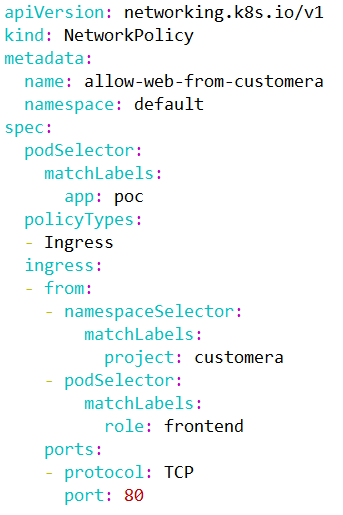 apiVersion: networking.k8s.io/v1
kind: NetworkPolicy
metadata:
  name: allow-web-from-customera
  namespace: default
spec:
  podSelector:
    matchLabels:
      app: poc
  policyTypes:
  - Ingress
  ingress:
  - from:
    - namespaceSelector:
        matchLabels:
          project: customera
    - podSelector:
        matchLabels:
          role: frontend
    ports:
    - protocol: TCP
      port: 80